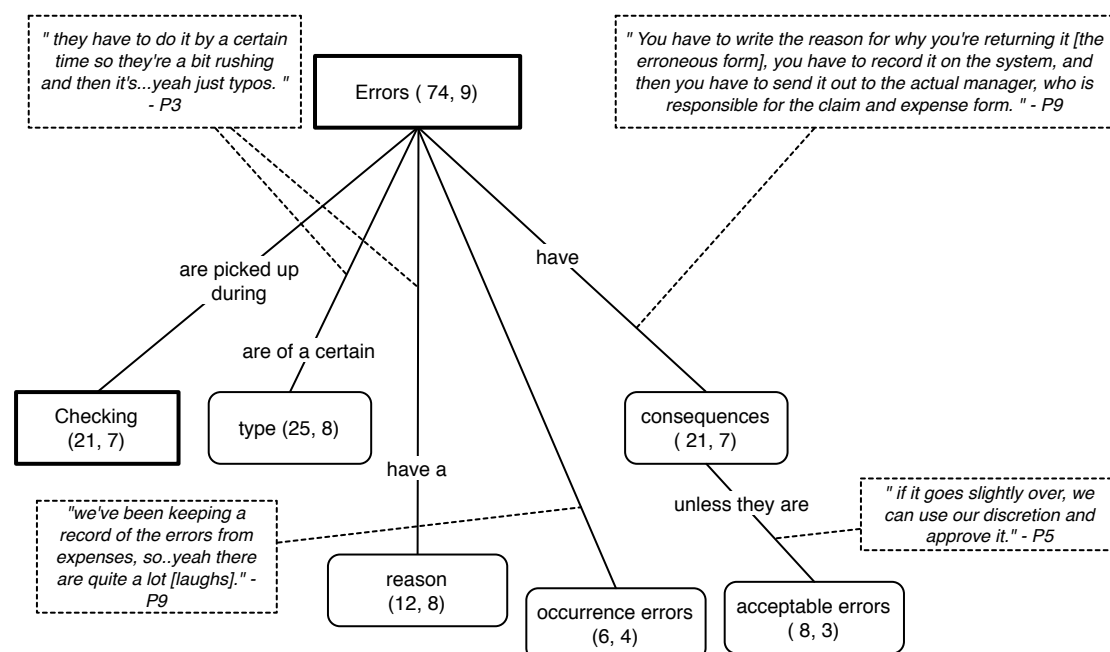 " they have to do it by a certain
time so they're a bit rushing
and then it's...yeah just typos. "
- P3
Errors ( 74, 9)
" You have to write the reason for why you're returning it [the
erroneous form], you have to record it on the system, and
then you have to send it out to the actual manager, who is
responsible for the claim and expense form. " - P9
are picked up
during
have
are of a certain
Checking
(21, 7)
type (25, 8)
consequences
( 21, 7)
have a
unless they are
"we've been keeping a
record of the errors from
expenses, so..yeah there
are quite a lot [laughs]." -
P9
" if it goes slightly over, we
can use our discretion and
approve it." - P5
reason
(12, 8)
occurrence errors
(6, 4)
acceptable errors
( 8, 3)